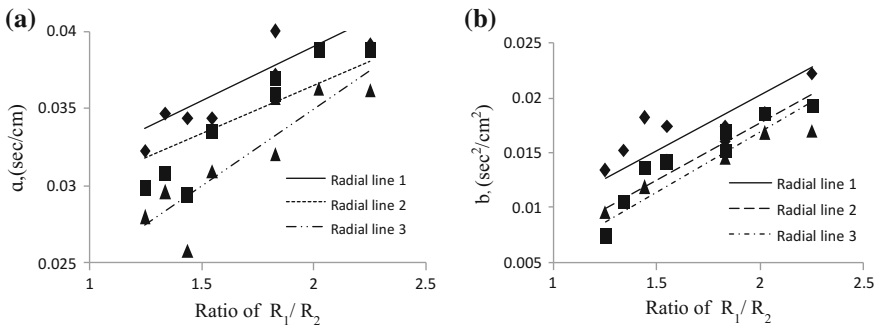 (a)
0.04
0.035
0.03
0.025
a,(sec/cm)
1
1.5
2
2.5
Ratio of R1/ R2
Radial line 1
Radial line 2
Radial line 3
(b)
0.025
0.02
0.015
0.01
0.005
b, (sec2/cm2)
1
1.5
2
2.5
Ratio of R1/ R2
Radial line 1
Radial line 2
Radial line 3